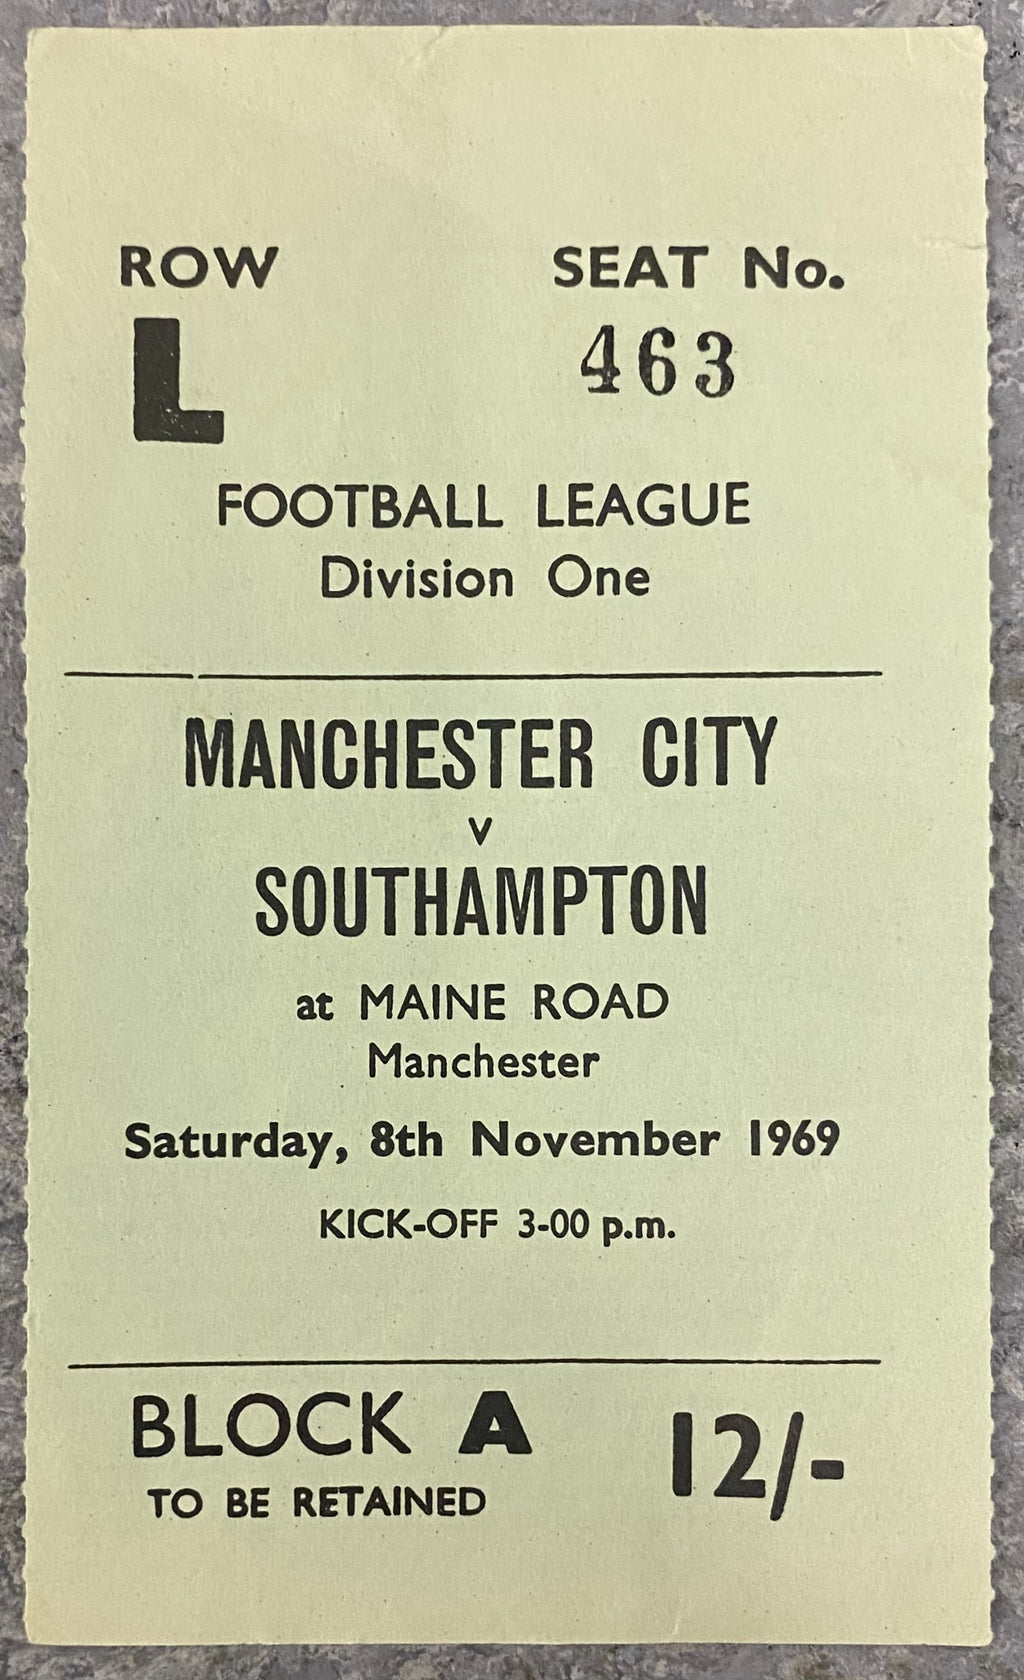 ROW SEAT No.
L 463
FOOTBALL LEAGUE
Division One
MANCHESTER CITY
v
SOUTHAMPTON
at MAINE ROAD
Manchester
Saturday, 8th November 1969
KICK-OFF 3-00 p.m.
BLOCK A 12/-
TO BE RETAINED